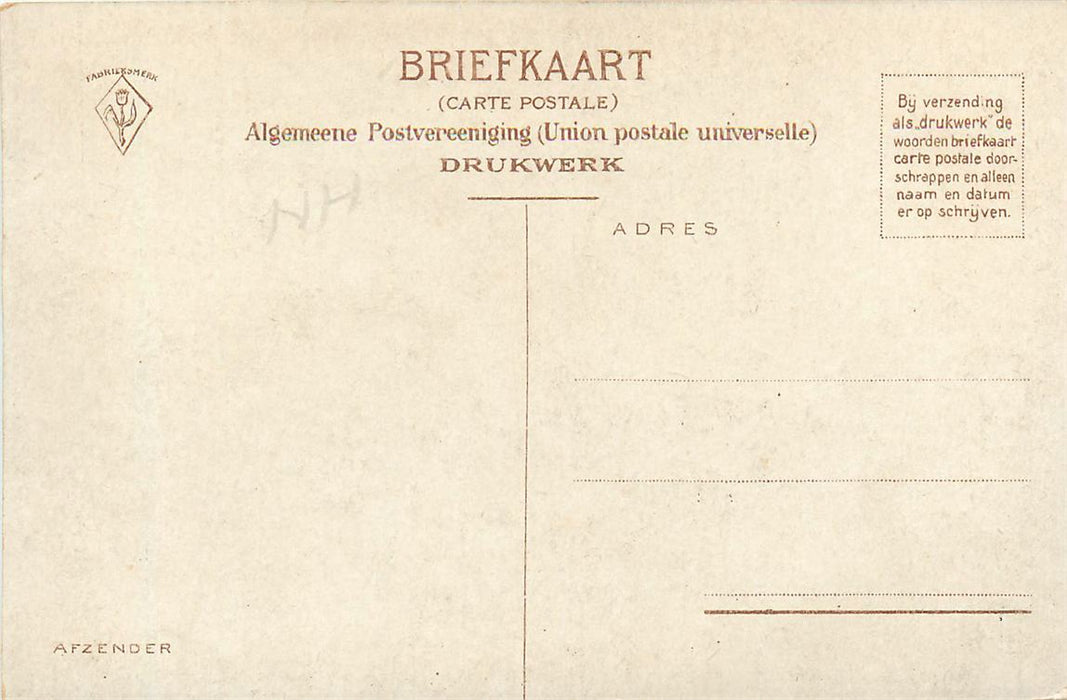 FABRIEKSMERK
BRIEFKAART
(CARTE POSTALE)
Algemeene Postvereeniging (Union postale universelle)
DRUKWERK
NH
Bij verzending
als „drukwerk" de
woorden briefkaart
carte postale door-
schrappen en alleen
naam en datum
er op schrijven.
ADRES
AFZENDER